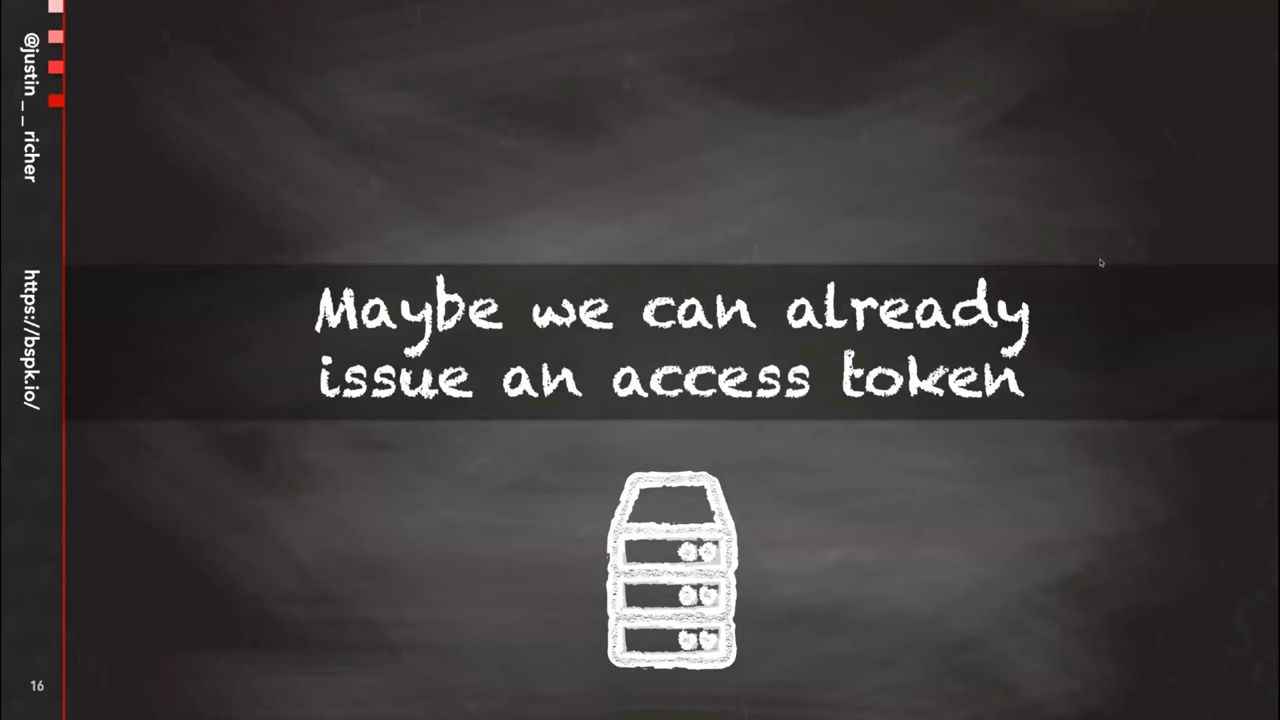 @justin__richer
https://bspk.io/
Maybe we can already
issue an access token
16